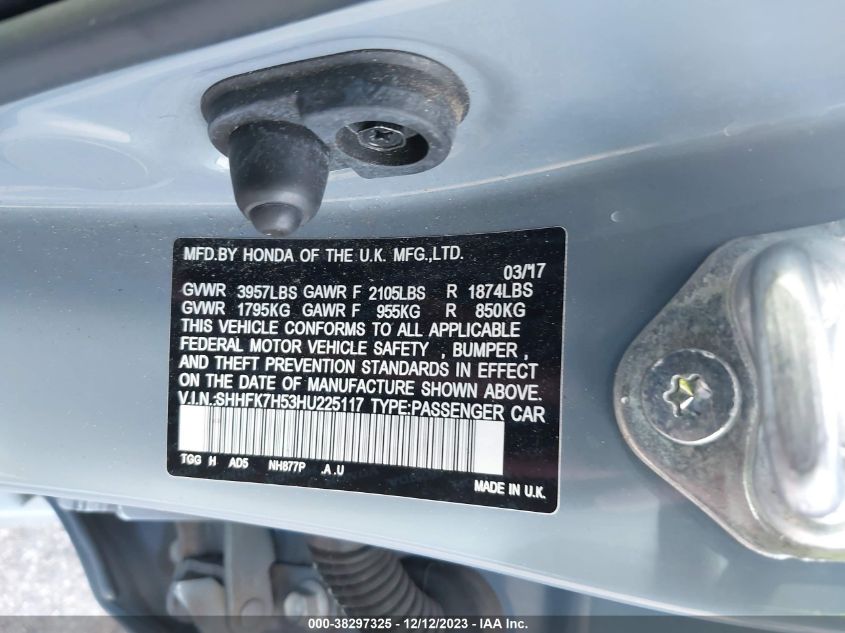 MFD.BY HONDA OF THE U.K. MFG.,LTD.
03/'17
GVWR 3957LBS GAWR F 2105LBS R 1874LBS
GVWR 1795KG GAWR F 955KG R 850KG
THIS VEHICLE CONFORMS TO ALL APPLICABLE
FEDERAL MOTOR VEHICLE SAFETY , BUMPER ,
AND THEFT PREVENTION STANDARDS IN EFFECT
ON THE DATE OF MANUFACTURE SHOWN ABOVE.
V.I.N.:SHHFK7H53HU225117 TYPE:PASSENGER CAR
TGG H AD5 NH877P .A.U
MADE IN U.K.
000-38297325 - 12/12/2023 - IAA Inc.